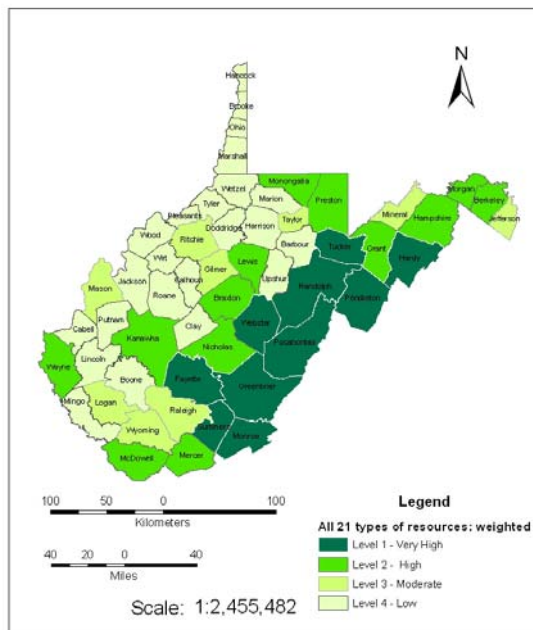 N
Hancock
Brooke
Ohio
Marshall
Wetzel
Monongalia
Marion
Preston
Morgan
Berkeley
Tyler
Pleasants
Taylor
Mineral
Hampshire
Jefferson
Doddridge
Harrison
Wood
Ritchie
Barbour
Tucker
Grant
Hardy
Wirt
Lewis
Gilmer
Calhoun
Upshur
Randolph
Mason
Jackson
Roane
Braxton
Pendleton
Webster
Putnam
Clay
Pocahontas
Cabell
Kanawha
Nicholas
Lincoln
Wayne
Boone
Fayette
Greenbrier
Mingo
Logan
Raleigh
Summers
Wyoming
Monroe
McDowell
Mercer
100 50 0 100
Kilometers
40 20 0 40
Miles
Scale: 1:2,455,482
Legend
All 21 types of resources: weighted
Level 1 - Very High
Level 2 - High
Level 3 - Moderate
Level 4 - Low